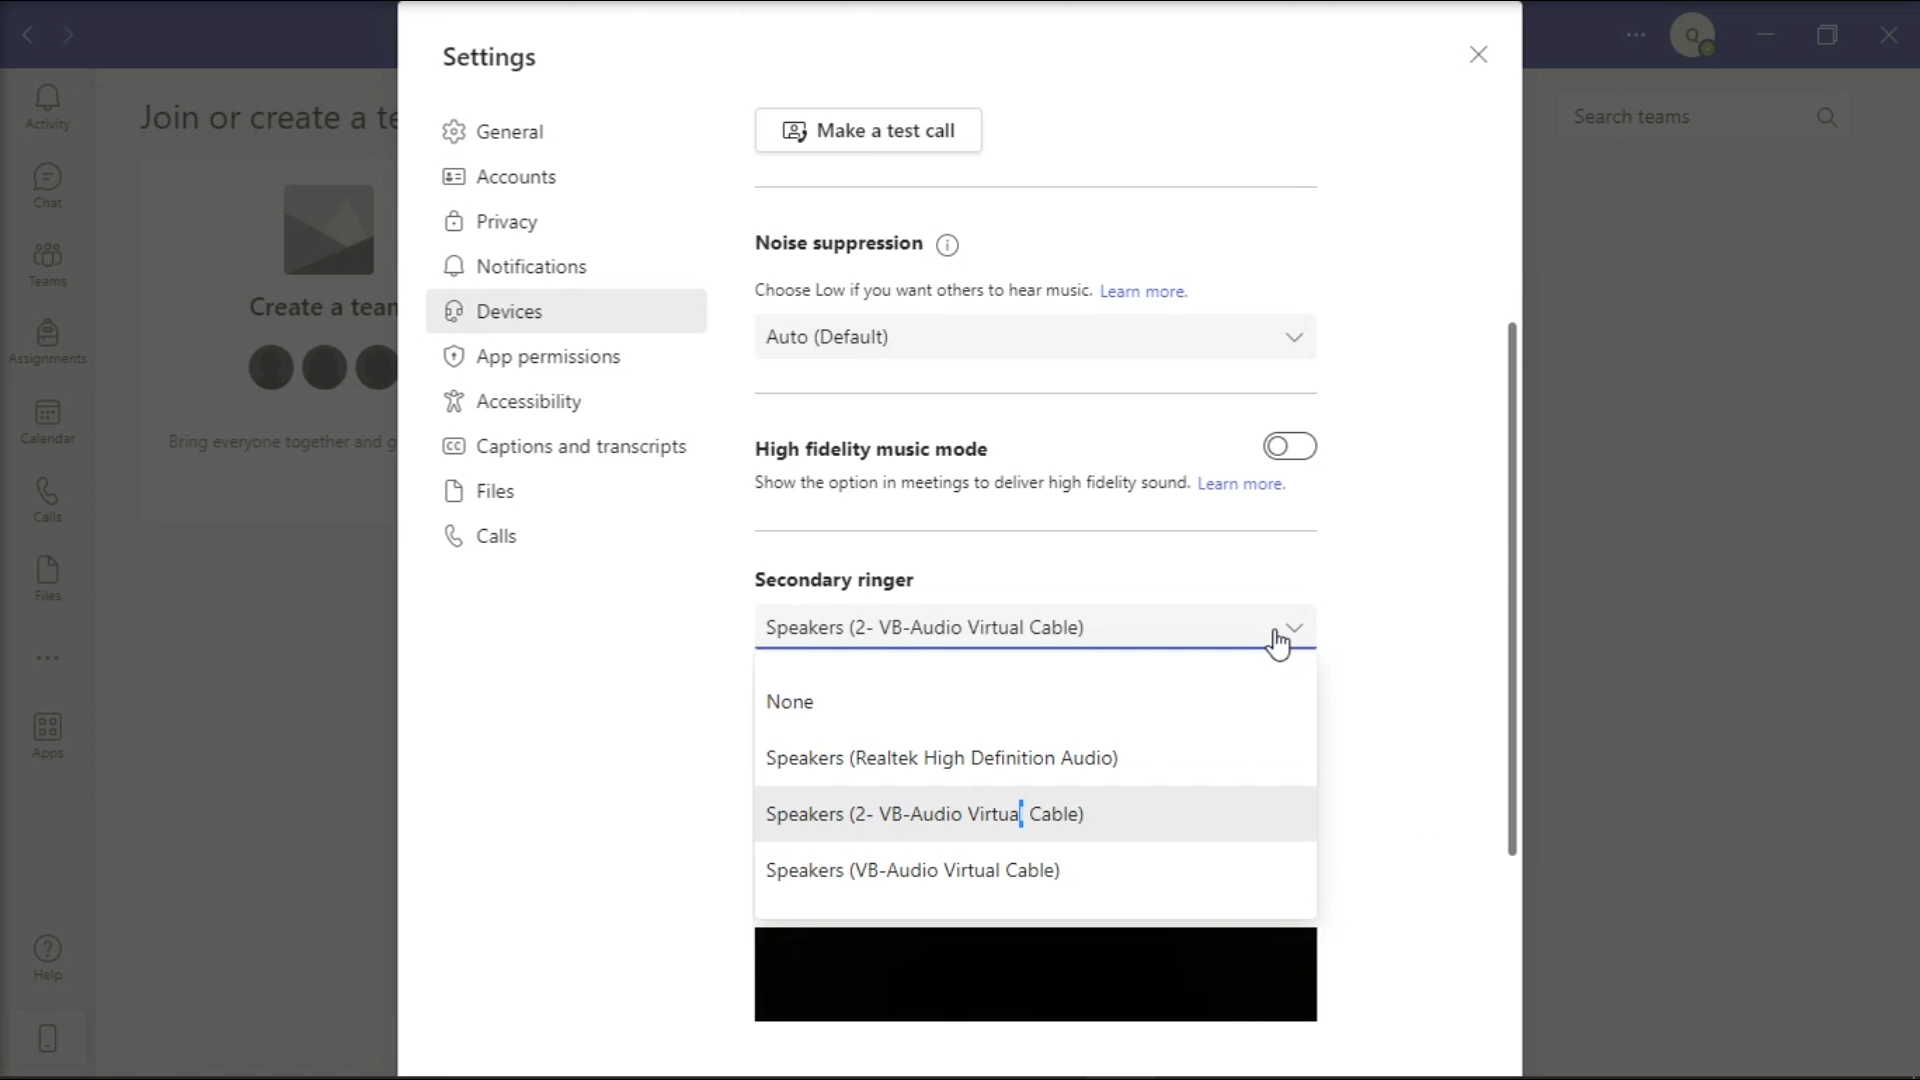 Settings
Q
Activity
Chat
Teams
Assignments
Calendar
Calls
Files
Apps
Help
Join or create a te
Create a tean
Bring everyone together and g
General
Accounts
Privacy
Notifications
Devices
App permissions
Accessibility
CC Captions and transcripts
Files
Calls
Make a test call
Noise suppression
Choose Low if you want others to hear music. Learn more.
Auto (Default)
High fidelity music mode
Show the option in meetings to deliver high fidelity sound. Learn more.
Secondary ringer
Speakers (2- VB-Audio Virtual Cable)
None
Speakers (Realtek High Definition Audio)
Speakers (2- VB-Audio Virtual Cable)
Speakers (VB-Audio Virtual Cable)
Search teams